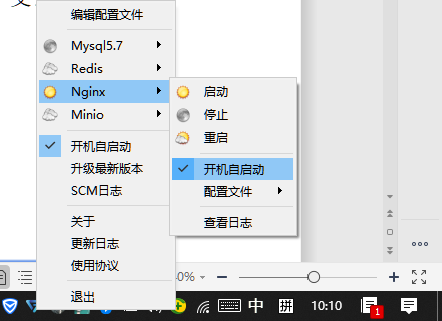 编辑配置文件
Mysql5.7
Redis
Nginx
Minio
开机自启动
升级最新版本
SCM日志
关于
更新日志
使用协议
退出
启动
停止
重启
开机自启动
配置文件
查看日志
0%
中
拼
10:10
1